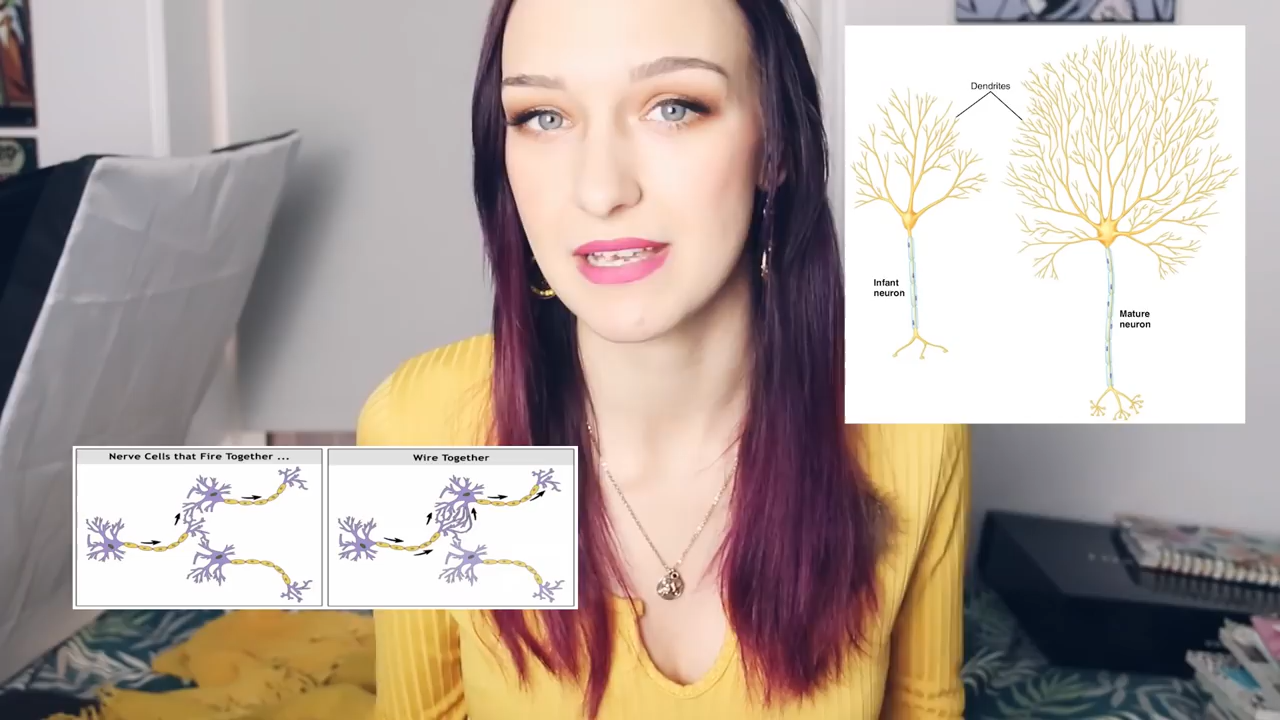 Dendrites
Infant
neuron
Mature
neuron
Nerve Cells that Fire Together ...
Wire Together